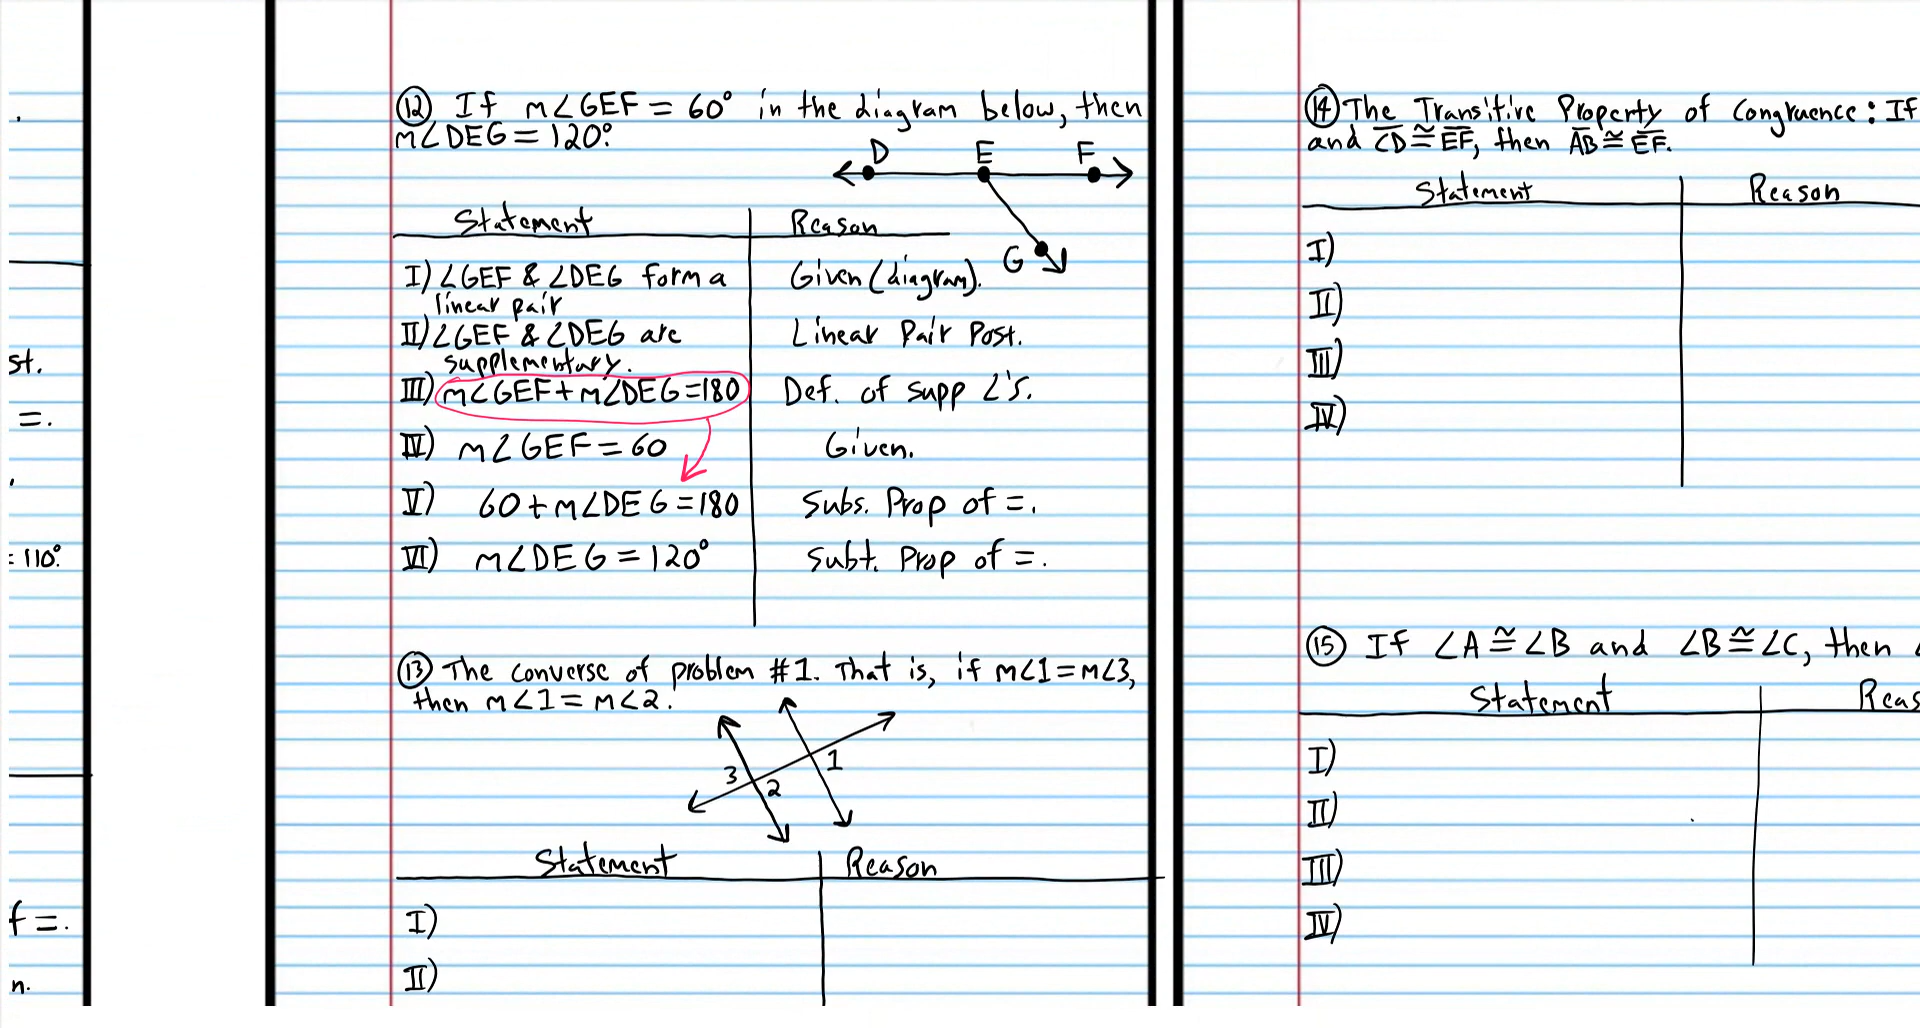 st.
=.
= 110°.
f =.
n.
⑫ If m∠GEF = 60° in the diagram below, then
m∠DEG = 120°.
D E F
G
Statement Reason
I) ∠GEF & ∠DEG form a Given (diagram).
linear pair
II) ∠GEF & ∠DEG are Linear Pair Post.
supplementary.
III) m∠GEF + m∠DEG = 180 Def. of supp ∠'s.
IV) m∠GEF = 60 Given.
V) 60 + m∠DEG = 180 Subs. Prop of =.
VI) m∠DEG = 120° Subt. Prop of =.
⑬ The converse of problem #1. That is, if m∠1 = m∠3,
then m∠1 = m∠2.
3 2 1
Statement Reason
I)
II)
⑭ The Transitive Property of Congruence: If
and C̅D̅ ≅ E̅F̅, then A̅B̅ ≅ E̅F̅.
Statement Reason
I)
II)
III)
IV)
⑮ If ∠A ≅ ∠B and ∠B ≅ ∠C, then
Statement Reas
I)
II)
III)
IV)